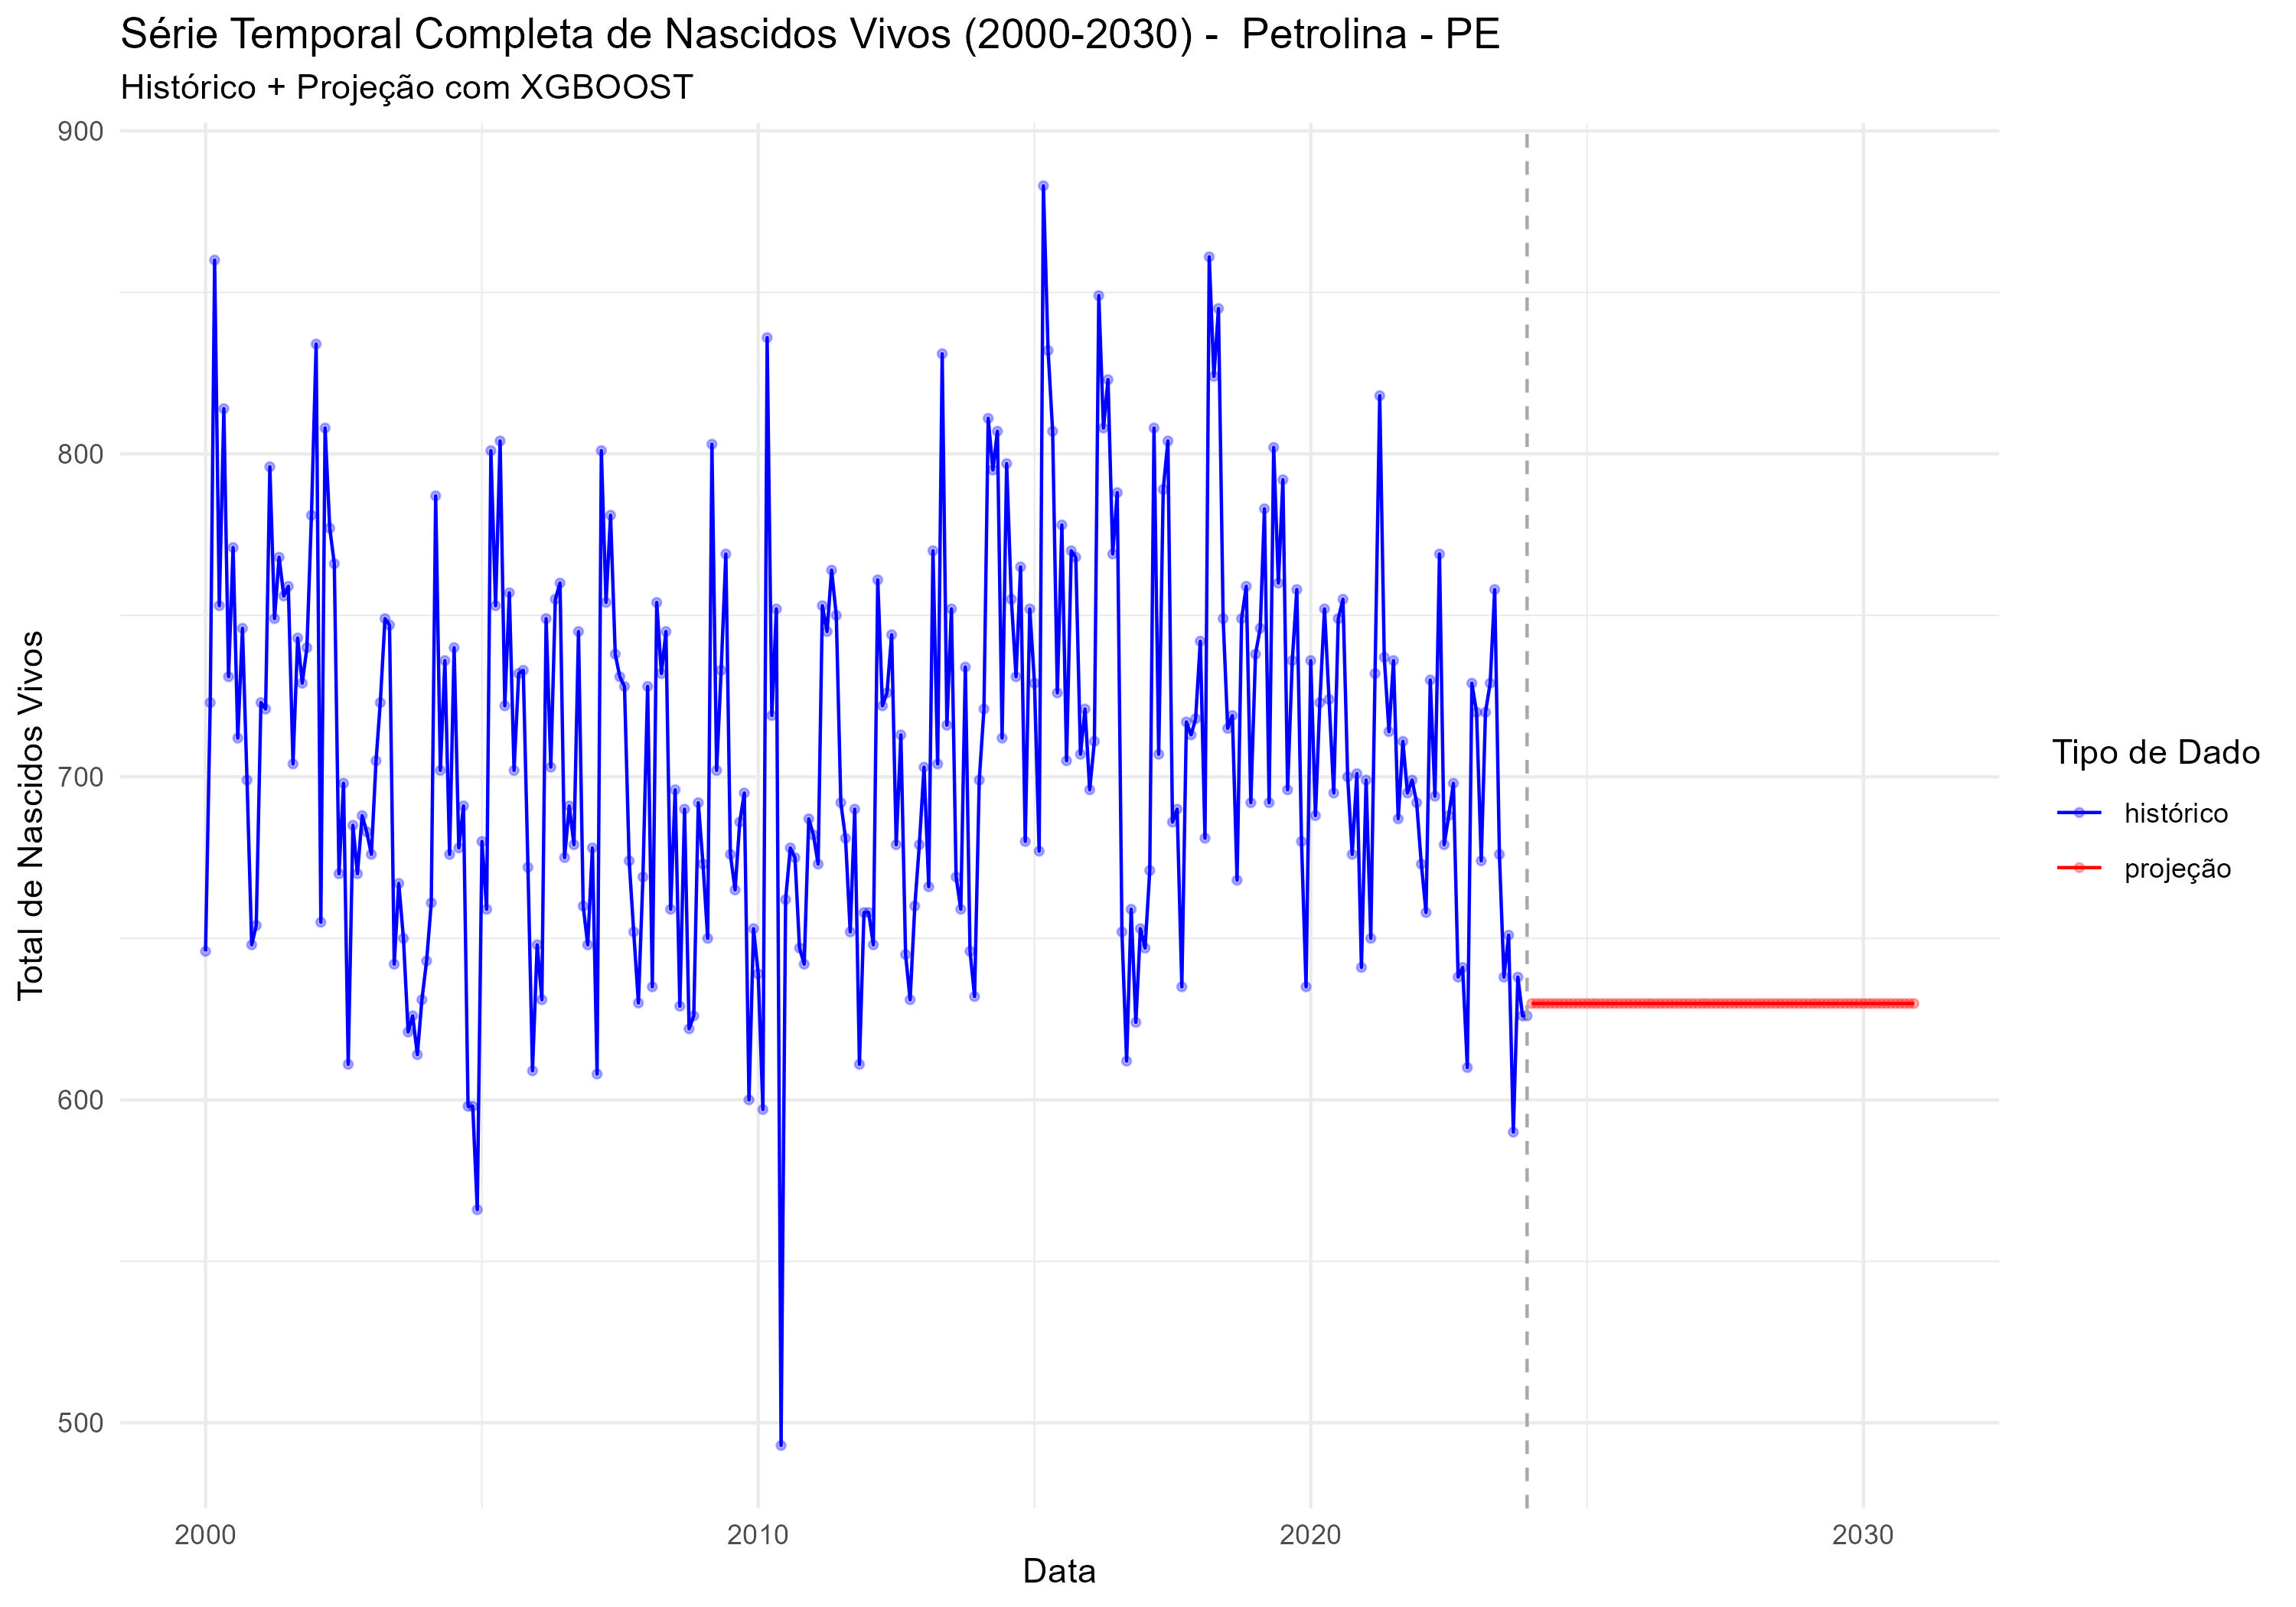 Série Temporal Completa de Nascidos Vivos (2000-2030) -  Petrolina - PE
Histórico + Projeção com XGBOOST
Total de Nascidos Vivos
900
800
700
600
500
2000 2010 2020 2030
Data
Tipo de Dado
histórico
projeção